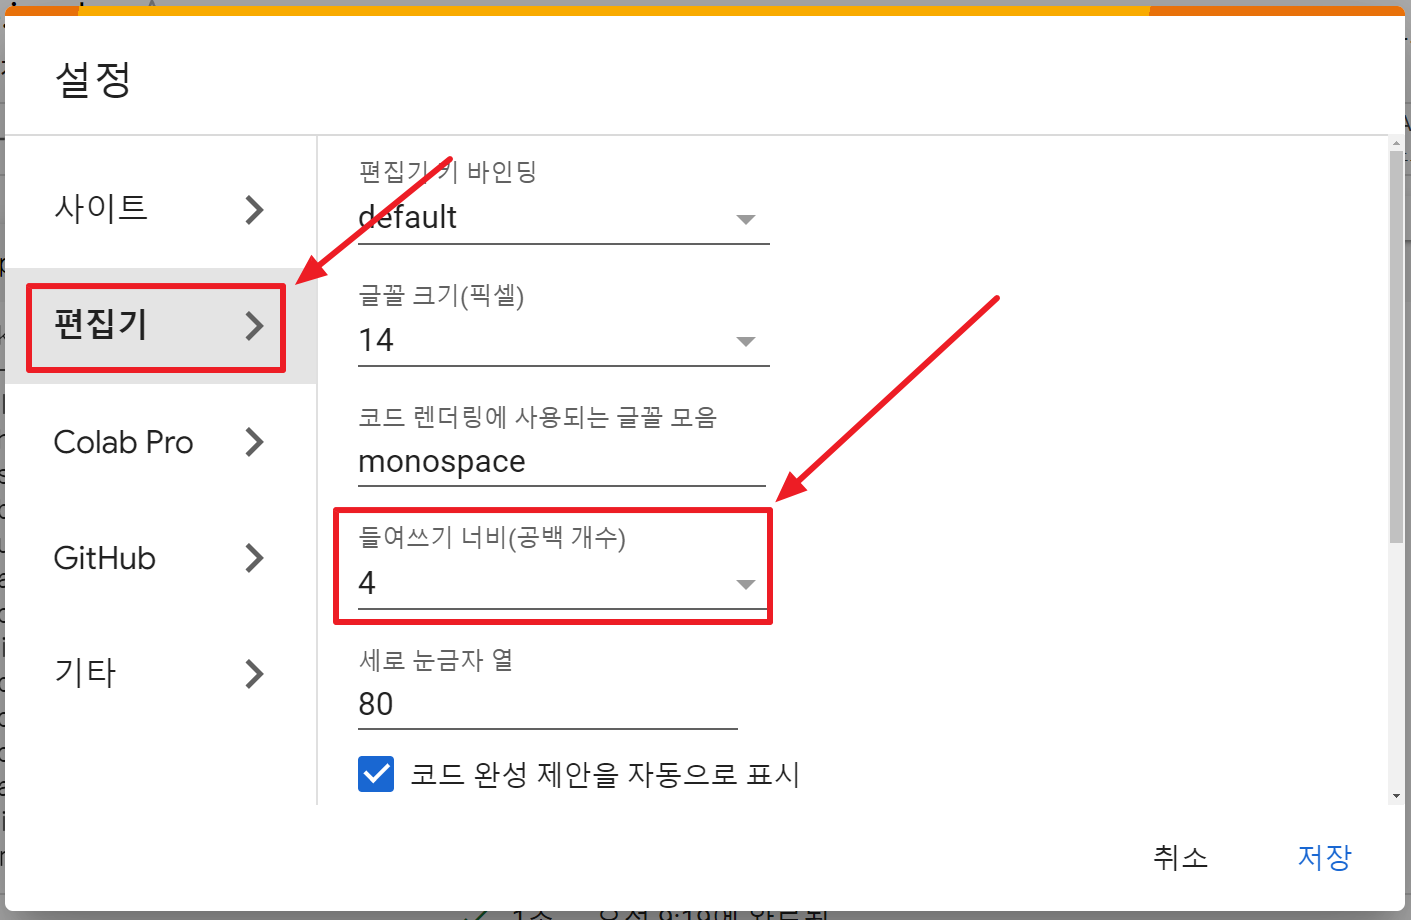 설정
사이트
편집기
Colab Pro
GitHub
기타
편집기 키 바인딩
default
글꼴 크기(픽셀)
14
코드 렌더링에 사용되는 글꼴 모음
monospace
들여쓰기 너비(공백 개수)
4
세로 눈금자 열
80
코드 완성 제안을 자동으로 표시
취소
저장